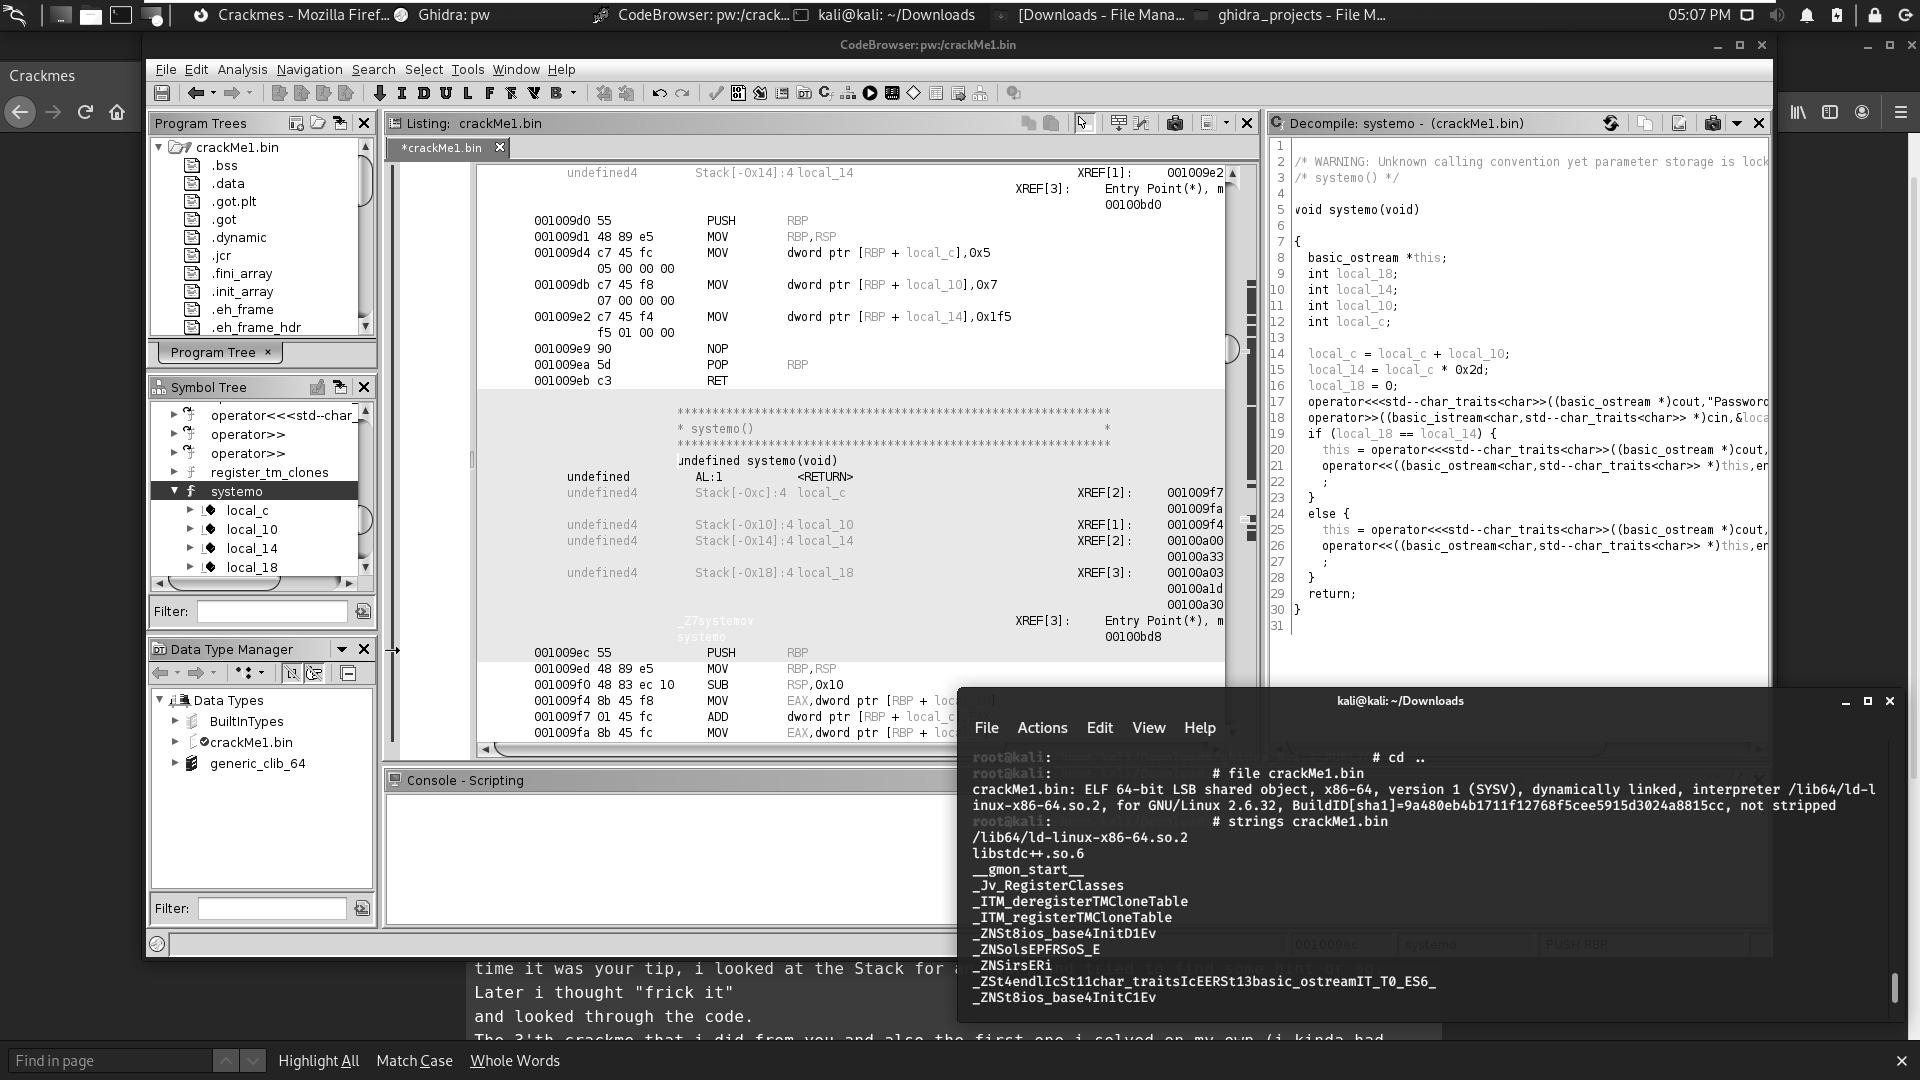 Crackmes - Mozilla Firef...
Ghidra: pw
CodeBrowser: pw:/crack...
kali@kali: ~/Downloads
[Downloads - File Mana...
ghidra_projects - File M...
05:07 PM
CodeBrowser: pw:/crackMe1.bin
Crackmes
File Edit Analysis Navigation Search Select Tools Window Help
I D U L F B
Program Trees
crackMe1.bin
.bss
.data
.got.plt
.got
.dynamic
.jcr
.fini_array
.init_array
.eh_frame
.eh_frame_hdr
Program Tree ×
Symbol Tree
operator<<<std--char_
operator>>
operator>>
register_tm_clones
systemo
local_c
local_10
local_14
local_18
Filter:
Data Type Manager
Data Types
BuiltInTypes
crackMe1.bin
generic_clib_64
Filter:
Listing: crackMe1.bin
*crackMe1.bin
undefined4 Stack[-0x14]:4 local_14 XREF[1]: 001009e2
XREF[3]: Entry Point(*), m
00100bd0
001009d0 55 PUSH RBP
001009d1 48 89 e5 MOV RBP,RSP
001009d4 c7 45 fc MOV dword ptr [RBP + local_c],0x5
05 00 00 00
001009db c7 45 f8 MOV dword ptr [RBP + local_10],0x7
07 00 00 00
001009e2 c7 45 f4 MOV dword ptr [RBP + local_14],0x1f5
f5 01 00 00
001009e9 90 NOP
001009ea 5d POP RBP
001009eb c3 RET
**************************************************************
* systemo() *
**************************************************************
undefined systemo(void)
undefined AL:1 <RETURN>
undefined4 Stack[-0xc]:4 local_c XREF[2]: 001009f7
001009fa
undefined4 Stack[-0x10]:4 local_10 XREF[1]: 001009f4
undefined4 Stack[-0x14]:4 local_14 XREF[2]: 00100a00
00100a33
undefined4 Stack[-0x18]:4 local_18 XREF[3]: 00100a03
00100a1d
00100a30
_Z7systemov XREF[3]: Entry Point(*), m
systemo 00100bd8
001009ec 55 PUSH RBP
001009ed 48 89 e5 MOV RBP,RSP
001009f0 48 83 ec 10 SUB RSP,0x10
001009f4 8b 45 f8 MOV EAX,dword ptr [RBP + local_10]
001009f7 01 45 fc ADD dword ptr [RBP + local_c
001009fa 8b 45 fc MOV EAX,dword ptr [RBP + loc
Console - Scripting
Decompile: systemo - (crackMe1.bin)
1
2 /* WARNING: Unknown calling convention yet parameter storage is lock
3 /* systemo() */
4
5 void systemo(void)
6
7 {
8 basic_ostream *this;
9 int local_18;
10 int local_14;
11 int local_10;
12 int local_c;
13
14 local_c = local_c + local_10;
15 local_14 = local_c * 0x2d;
16 local_18 = 0;
17 operator<<<std--char_traits<char>>((basic_ostream *)cout,"Password
18 operator>>((basic_istream<char,std--char_traits<char>> *)cin,&loca
19 if (local_18 == local_14) {
20 this = operator<<<std--char_traits<char>>((basic_ostream *)cout,
21 operator<<((basic_ostream<char,std--char_traits<char>> *)this,en
22 ;
23 }
24 else {
25 this = operator<<<std--char_traits<char>>((basic_ostream *)cout,
26 operator<<((basic_ostream<char,std--char_traits<char>> *)this,en
27 ;
28 }
29 return;
30 }
31
kali@kali: ~/Downloads
File Actions Edit View Help
root@kali: # cd ..
root@kali: # file crackMe1.bin
crackMe1.bin: ELF 64-bit LSB shared object, x86-64, version 1 (SYSV), dynamically linked, interpreter /lib64/ld-l
inux-x86-64.so.2, for GNU/Linux 2.6.32, BuildID[sha1]=9a480eb4b1711f12768f5cee5915d3024a8815cc, not stripped
root@kali: # strings crackMe1.bin
/lib64/ld-linux-x86-64.so.2
libstdc++.so.6
__gmon_start__
_Jv_RegisterClasses
_ITM_deregisterTMCloneTable
_ITM_registerTMCloneTable
_ZNSt8ios_base4InitD1Ev
_ZNSolsEPFRSoS_E
_ZNSirsERi
_ZSt4endlIcSt11char_traitsIcEERSt13basic_ostreamIT_T0_ES6_
_ZNSt8ios_base4InitC1Ev
001009ec systemo PUSH RBP
time it was your tip, i looked at the Stack for
Later i thought "frick it"
and looked through the code.
The 3'th crackme that i did from you and also the first one i solved on my own (i kinda had
Find in page
Highlight All Match Case Whole Words